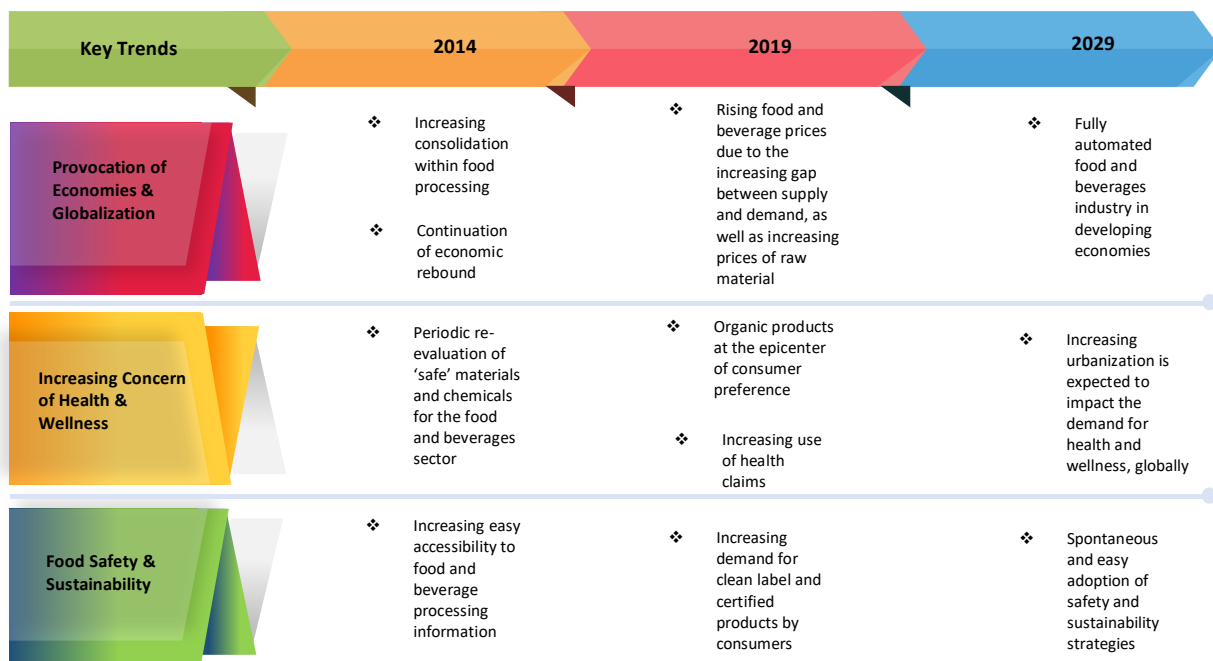 Key Trends
2014
2019
2029
Provocation of
Economies &
Globalization
❖ Increasing
consolidation
within food
processing
❖ Continuation
of economic
rebound
❖ Rising food and
beverage prices
due to the
increasing gap
between supply
and demand, as
well as increasing
prices of raw
material
❖ Fully
automated
food and
beverages
industry in
developing
economies
Increasing Concern
of Health &
Wellness
❖ Periodic re-
evaluation of
‘safe’ materials
and chemicals
for the food
and beverages
sector
❖ Organic products
at the epicenter
of consumer
preference
❖ Increasing use
of health
claims
❖ Increasing
urbanization is
expected to
impact the
demand for
health and
wellness, globally
Food Safety &
Sustainability
❖ Increasing easy
accessibility to
food and
beverage
processing
information
❖ Increasing
demand for
clean label and
certified
products by
consumers
❖ Spontaneous
and easy
adoption of
safety and
sustainability
strategies